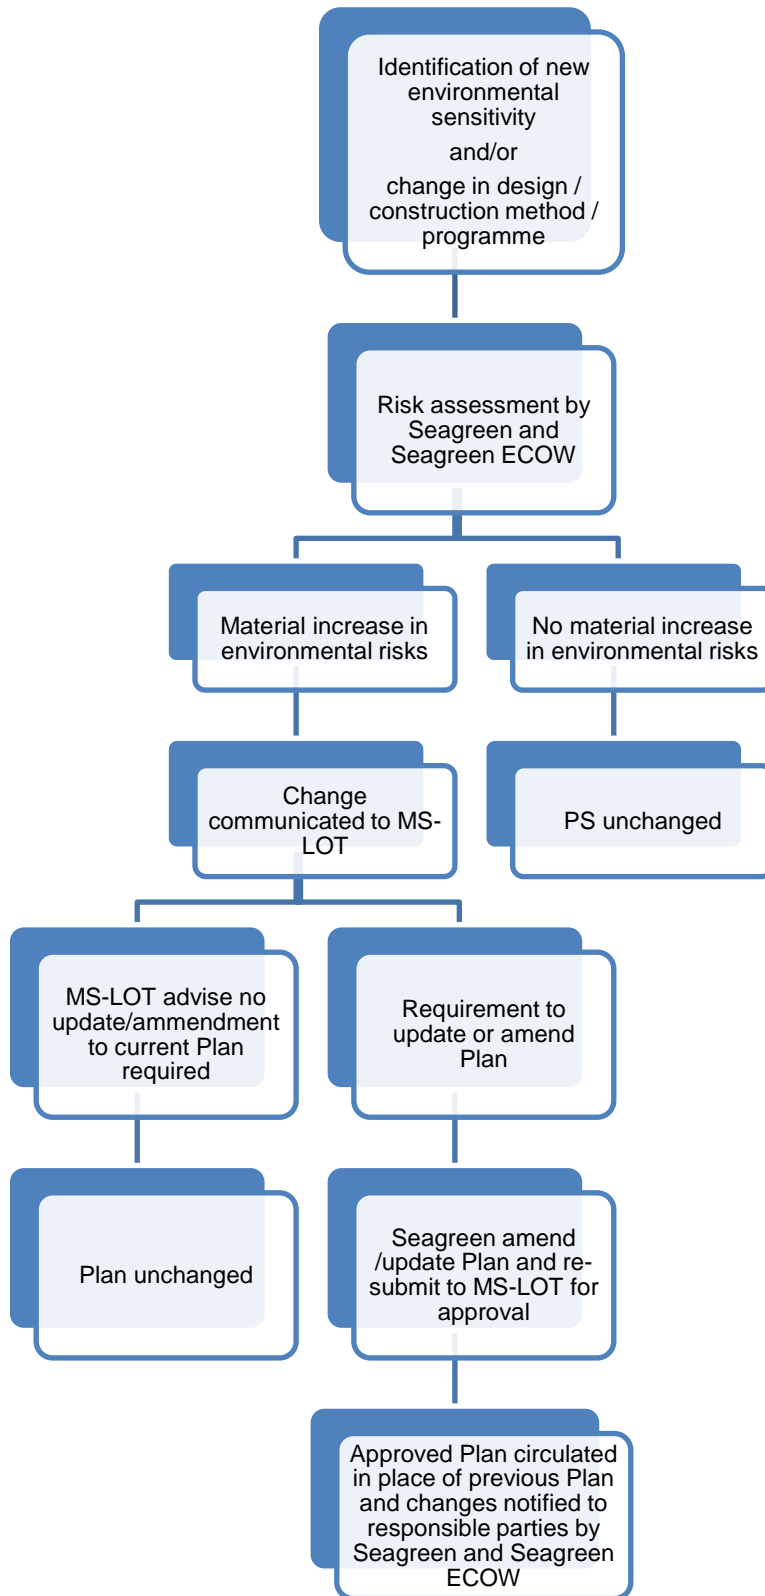 Identification of new
environmental
sensitivity
and/or
change in design /
construction method /
programme
Risk assessment by
Seagreen and
Seagreen ECOW
Material increase in
environmental risks
No material increase
in environmental risks
Change
communicated to MS-
LOT
PS unchanged
MS-LOT advise no
update/ammendment
to current Plan
required
Requirement to
update or amend
Plan
Plan unchanged
Seagreen amend
/update Plan and re-
submit to MS-LOT for
approval
Approved Plan circulated
in place of previous Plan
and changes notified to
responsible parties by
Seagreen and Seagreen
ECOW